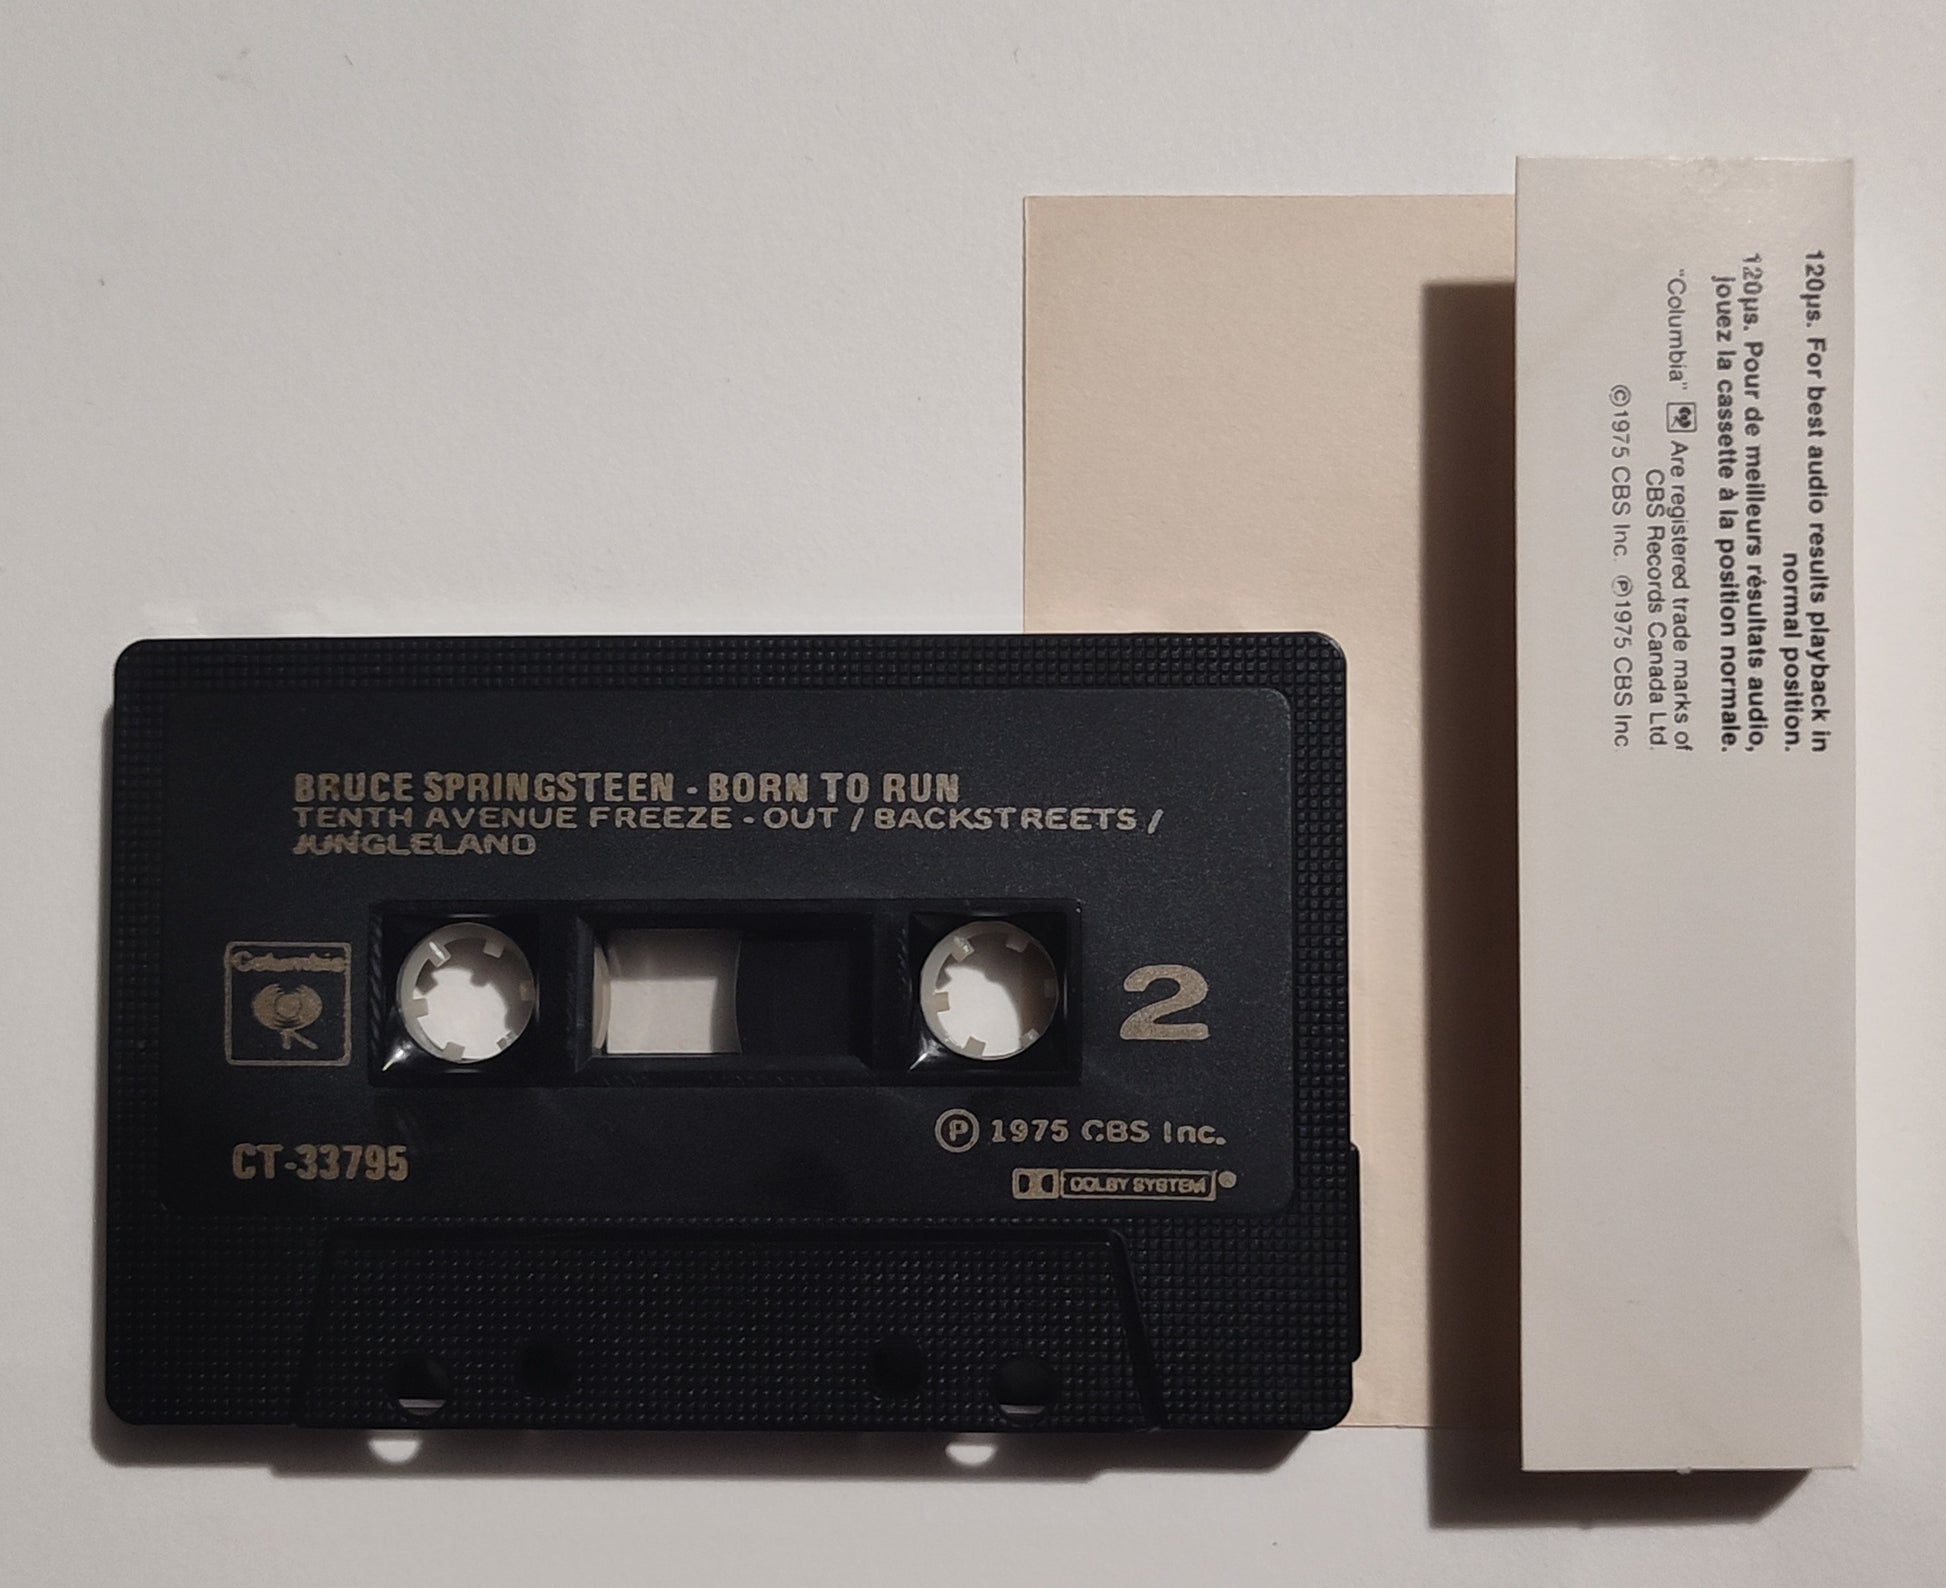 BRUCE SPRINGSTEEN - BORN TO RUN
TENTH AVENUE FREEZE - OUT / BACKSTREETS /
JUNGLELAND
Columbia
2
Ⓟ 1975 CBS Inc.
CT-33795
DOLBY SYSTEM®
120µs. For best audio results playback in
normal position.
120µs. Pour de meilleurs résultats audio,
jouez la cassette à la position normale.
"Columbia" Are registered trade marks of
CBS Records Canada Ltd.
©1975 CBS Inc. Ⓟ1975 CBS Inc.